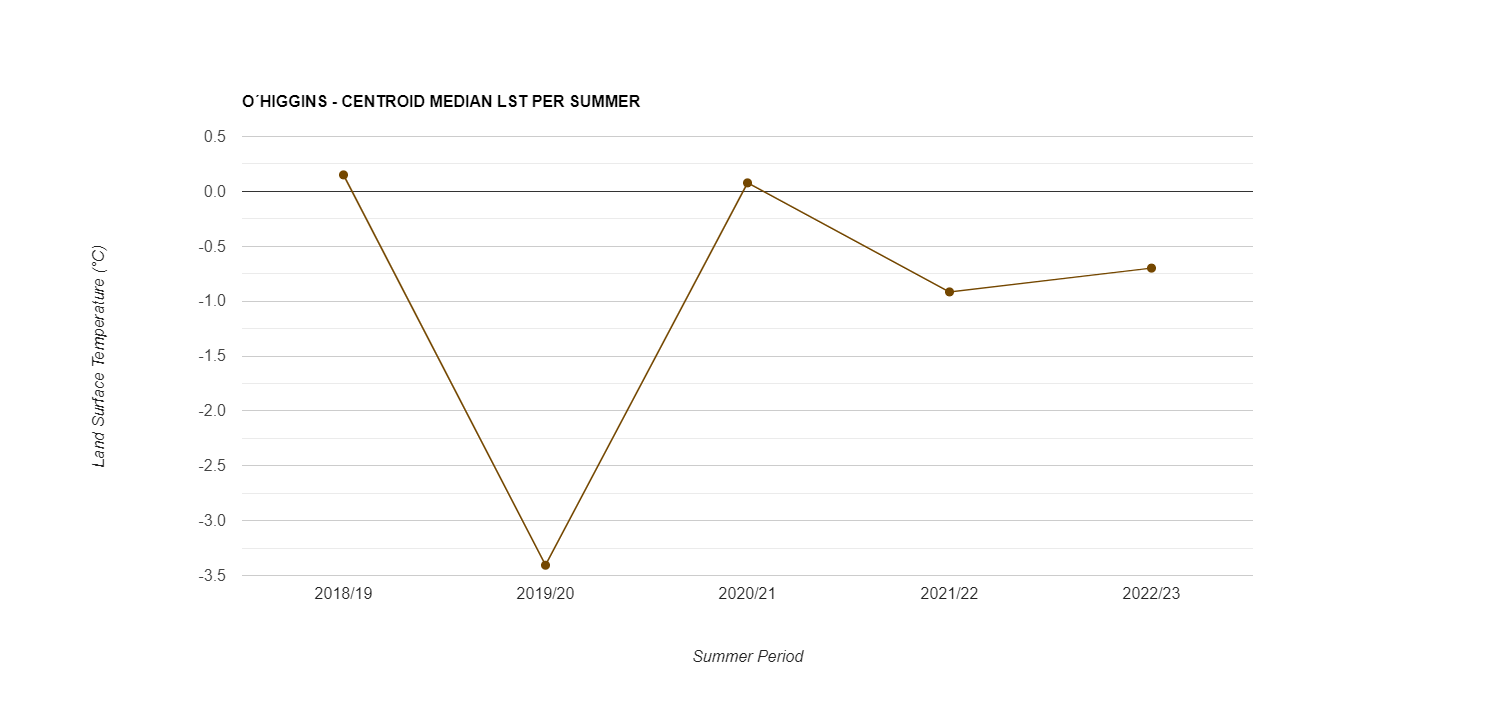 O´HIGGINS - CENTROID MEDIAN LST PER SUMMER
Land Surface Temperature (°C)
0.5
0.0
-0.5
-1.0
-1.5
-2.0
-2.5
-3.0
-3.5
2018/19 2019/20 2020/21 2021/22 2022/23
Summer Period